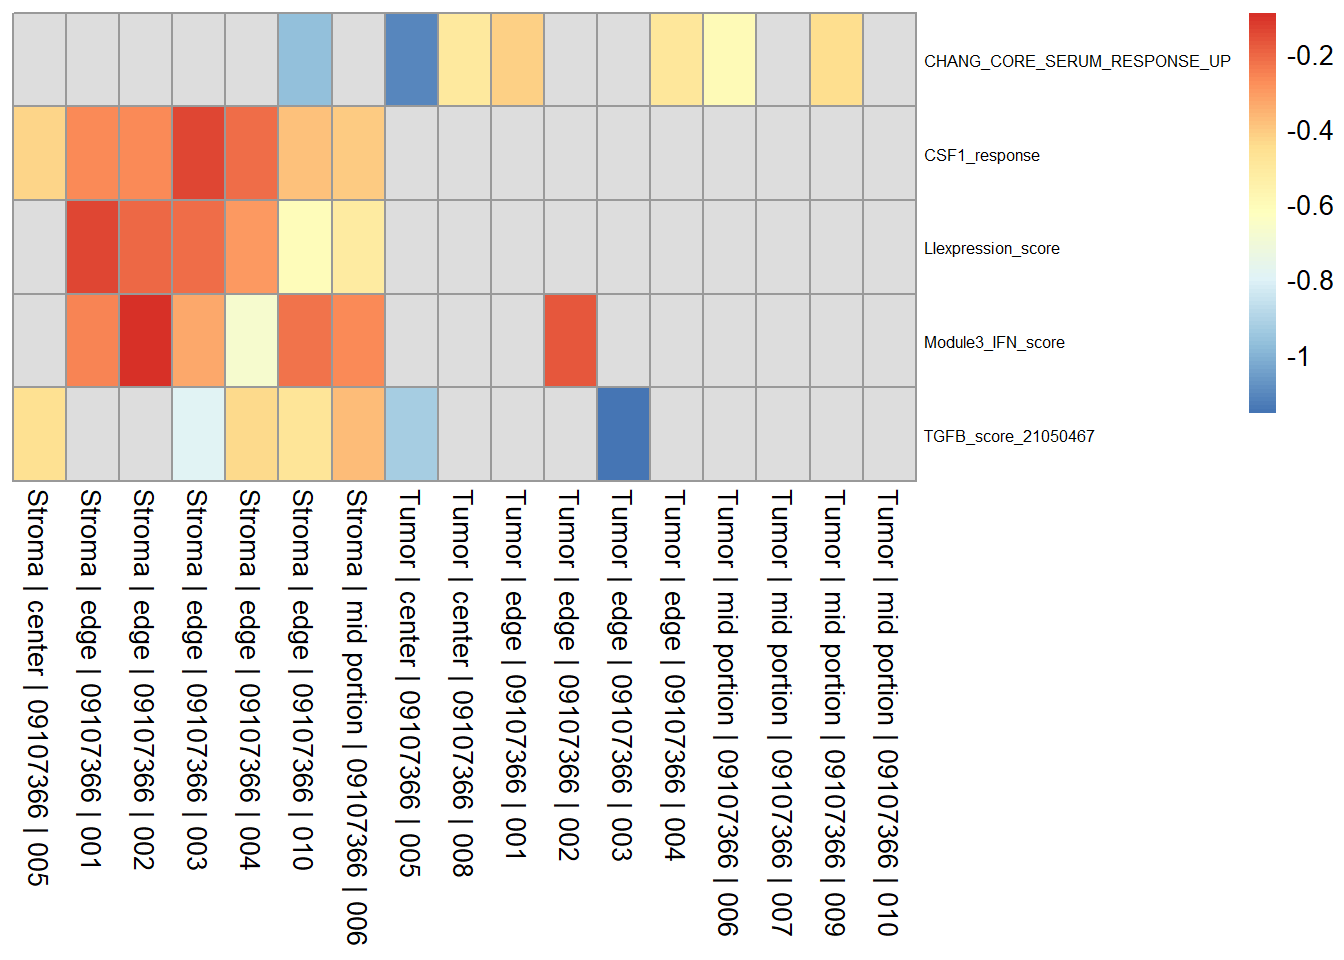 CHANG_CORE_SERUM_RESPONSE_UP
CSF1_response
LIexpression_score
Module3_IFN_score
TGFB_score_21050467
-0.2
-0.4
-0.6
-0.8
-1
Stroma | center | 09107366 | 005
Stroma | edge | 09107366 | 001
Stroma | edge | 09107366 | 002
Stroma | edge | 09107366 | 003
Stroma | edge | 09107366 | 004
Stroma | edge | 09107366 | 010
Stroma | mid portion | 09107366 | 006
Tumor | center | 09107366 | 005
Tumor | center | 09107366 | 008
Tumor | edge | 09107366 | 001
Tumor | edge | 09107366 | 002
Tumor | edge | 09107366 | 003
Tumor | edge | 09107366 | 004
Tumor | mid portion | 09107366 | 006
Tumor | mid portion | 09107366 | 007
Tumor | mid portion | 09107366 | 009
Tumor | mid portion | 09107366 | 010